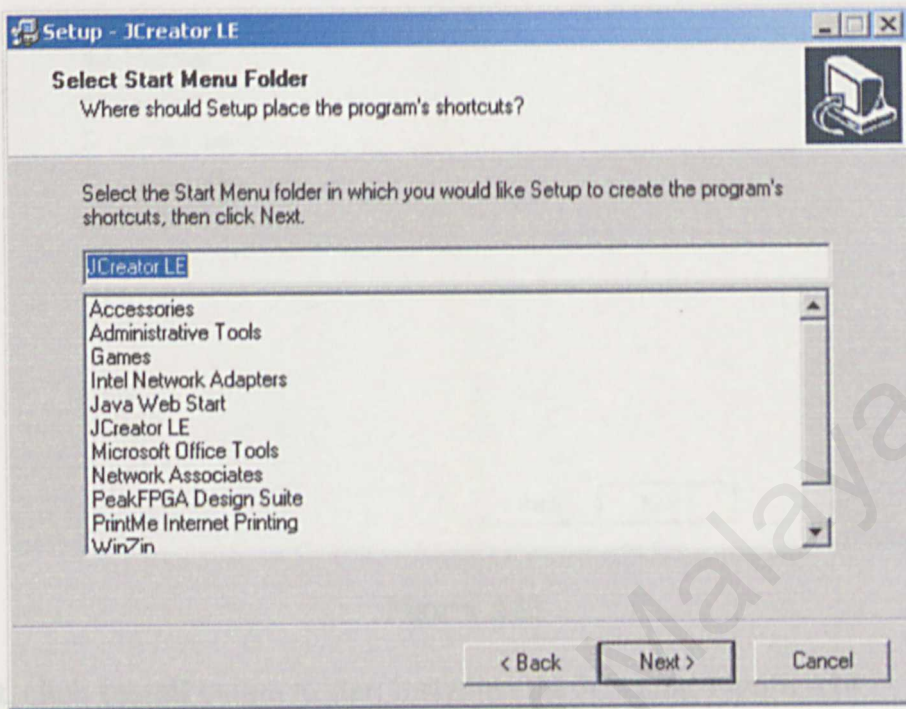 Setup - JCreator LE
Select Start Menu Folder
Where should Setup place the program's shortcuts?
Select the Start Menu folder in which you would like Setup to create the program's
shortcuts, then click Next.
JCreator LE
Accessories
Administrative Tools
Games
Intel Network Adapters
Java Web Start
JCreator LE
Microsoft Office Tools
Network Associates
PeakFPGA Design Suite
PrintMe Internet Printing
< Back
Next >
Cancel
Malaya